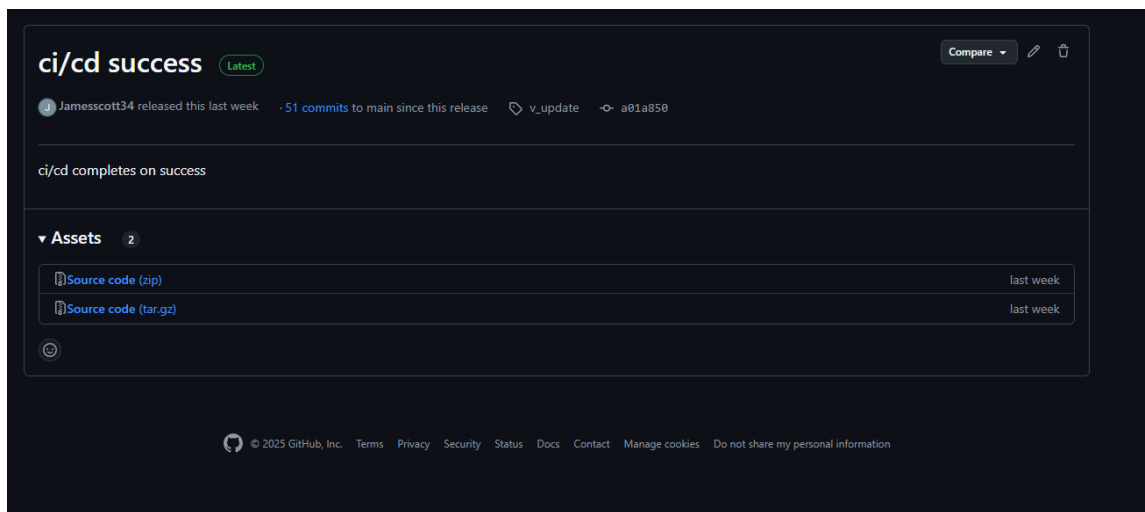 ci/cd success Latest Compare
J Jamesscott34 released this last week · 51 commits to main since this release v_update a01a850
ci/cd completes on success
Assets 2
Source code (zip) last week
Source code (tar.gz) last week
© 2025 GitHub, Inc. Terms Privacy Security Status Docs Contact Manage cookies Do not share my personal information